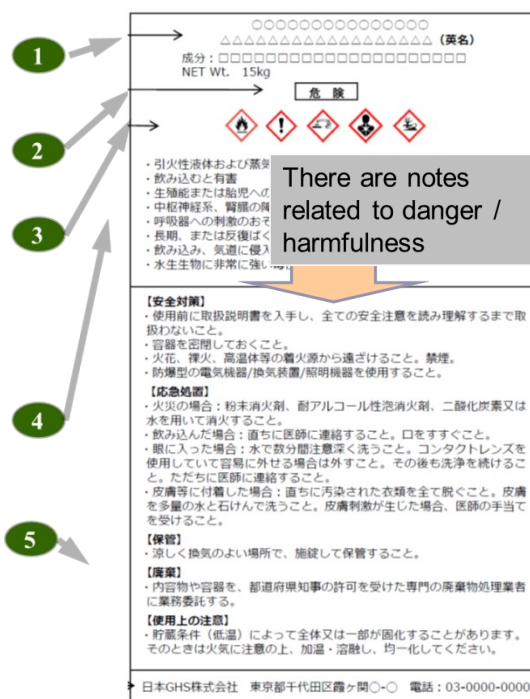 ○○○○○○○○○○○○○○○
△△△△△△△△△△△△△△△△△△ (英名)
成分：□□□□□□□□□□□□□□□□□□□□□
NET Wt. 15kg
危 険
1
2
3
4
5
・引火性液体および蒸気
・飲み込むと有害
・生殖能または胎児への
・中枢神経系、腎臓の障
・呼吸器への刺激のおそ
・長期、または反復ばく
・飲み込み、気道に侵入
・水生生物に非常に強い
There are notes
related to danger /
harmfulness
【安全対策】
・使用前に取扱説明書を入手し、全ての安全注意を読み理解するまで取
扱わないこと。
・容器を密閉しておくこと。
・火花、裸火、高温体等の着火源から遠ざけること。禁煙。
・防爆型の電気機器/換気装置/照明機器を使用すること。
【応急処置】
・火災の場合：粉末消火剤、耐アルコール性泡消火剤、二酸化炭素又は
水を用いて消火すること。
・飲み込んだ場合：直ちに医師に連絡すること。口をすすぐこと。
・眼に入った場合：水で数分間注意深く洗うこと。コンタクトレンズを
使用していて容易に外せる場合は外すこと。その後も洗浄を続けるこ
と。ただちに医師に連絡すること。
・皮膚等に付着した場合：直ちに汚染された衣類を全て脱ぐこと。皮膚
を多量の水と石けんで洗うこと。皮膚刺激が生じた場合、医師の手当て
を受けること。
【保管】
・涼しく換気のよい場所で、施錠して保管すること。
【廃棄】
・内容物や容器を、都道府県知事の許可を受けた専門の廃棄物処理業者
に業務委託する。
【使用上の注意】
・貯蔵条件（低温）によって全体又は一部が固化することがあります。
そのときは火気に注意の上、加温・溶融し、均一化してください。
日本GHS株式会社 東京都千代田区霞ヶ関○-○ 電話：03-0000-0000